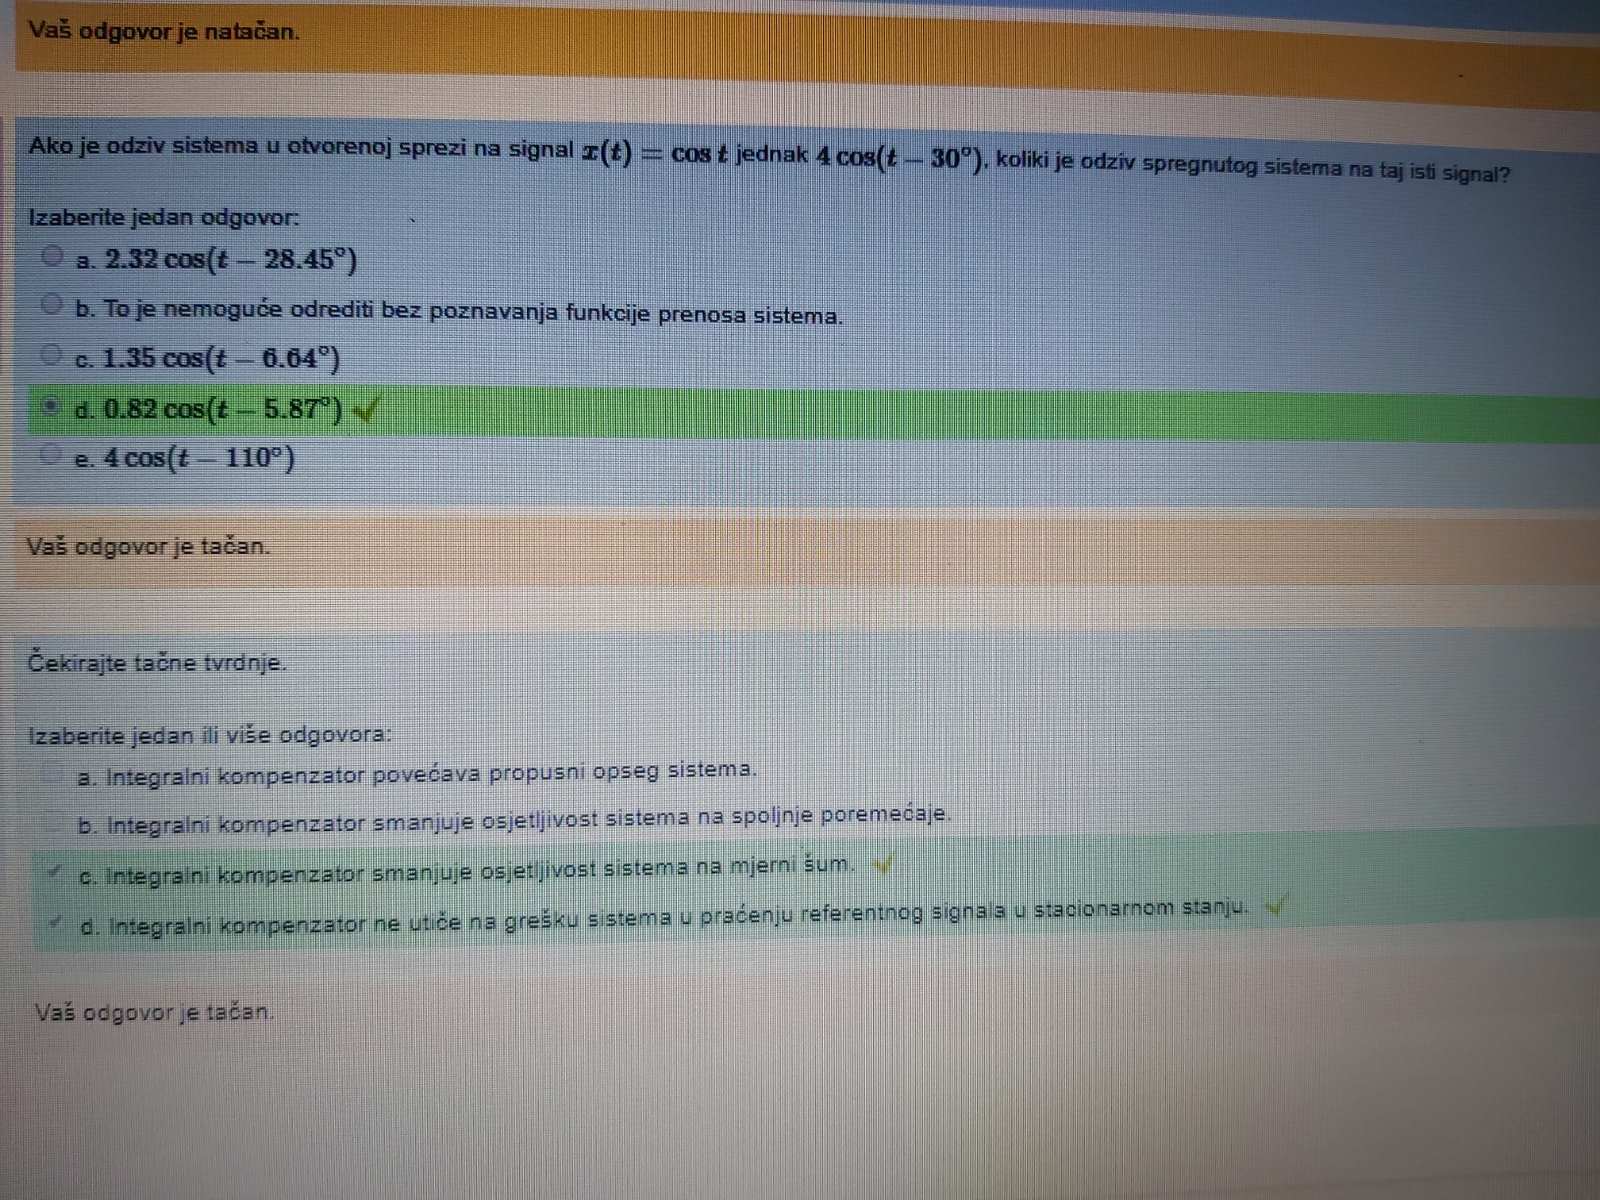 Vaš odgovor je natačan.
Ako je odziv sistema u otvorenoj sprezi na signal x(t) = cos t jednak 4 cos(t − 30°), koliki je odziv spregnutog sistema na taj isti signal?
Izaberite jedan odgovor:
a. 2.32 cos(t − 28.45°)
b. To je nemoguće odrediti bez poznavanja funkcije prenosa sistema.
c. 1.35 cos(t − 6.64°)
d. 0.82 cos(t − 5.87°)
e. 4 cos(t − 110°)
Vaš odgovor je tačan.
Čekirajte tačne tvrdnje.
Izaberite jedan ili više odgovora:
a. Integralni kompenzator povećava propusni opseg sistema.
b. Integralni kompenzator smanjuje osjetljivost sistema na spoljnje poremećaje.
c. Integralni kompenzator smanjuje osjetljivost sistema na mjerni šum.
d. Integralni kompenzator ne utiče na grešku sistema u praćenju referentnog signala u stacionarnom stanju.
Vaš odgovor je tačan.